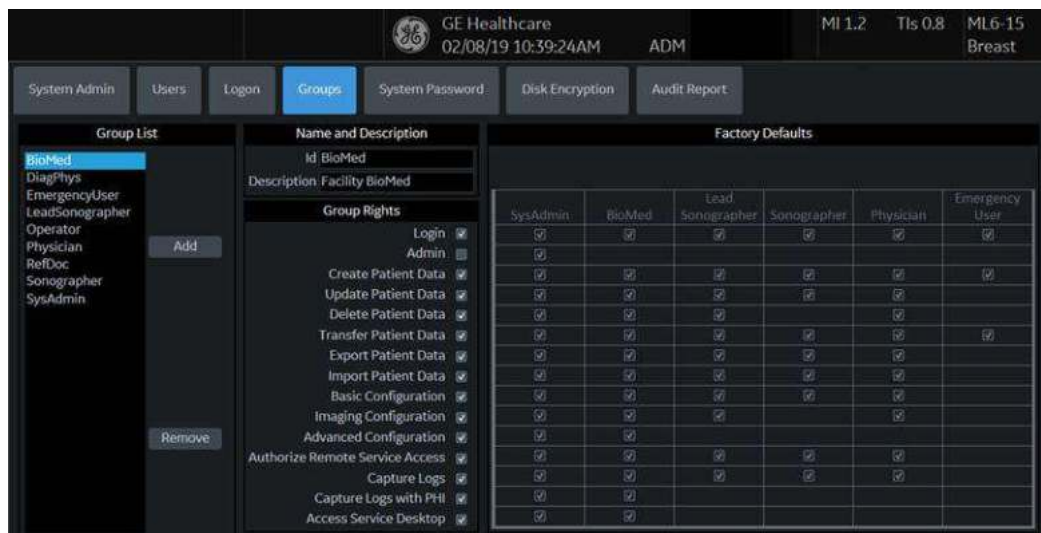 GE Healthcare
02/08/19 10:39:24AM ADM
MI 1.2 TIs 0.8 ML6-15
Breast
System Admin Users Logon Groups System Password Disk Encryption Audit Report
Group List
BioMed
DiagPhys
EmergencyUser
LeadSonographer
Operator
Physician
RefDoc
Sonographer
SysAdmin
Add
Remove
Name and Description
Id BioMed
Description Facility BioMed
Group Rights
Login
Admin
Create Patient Data
Update Patient Data
Delete Patient Data
Transfer Patient Data
Export Patient Data
Import Patient Data
Basic Configuration
Imaging Configuration
Advanced Configuration
Authorize Remote Service Access
Capture Logs
Capture Logs with PHI
Access Service Desktop
Factory Defaults
SysAdmin BioMed Lead Sonographer Sonographer Physician Emergency User